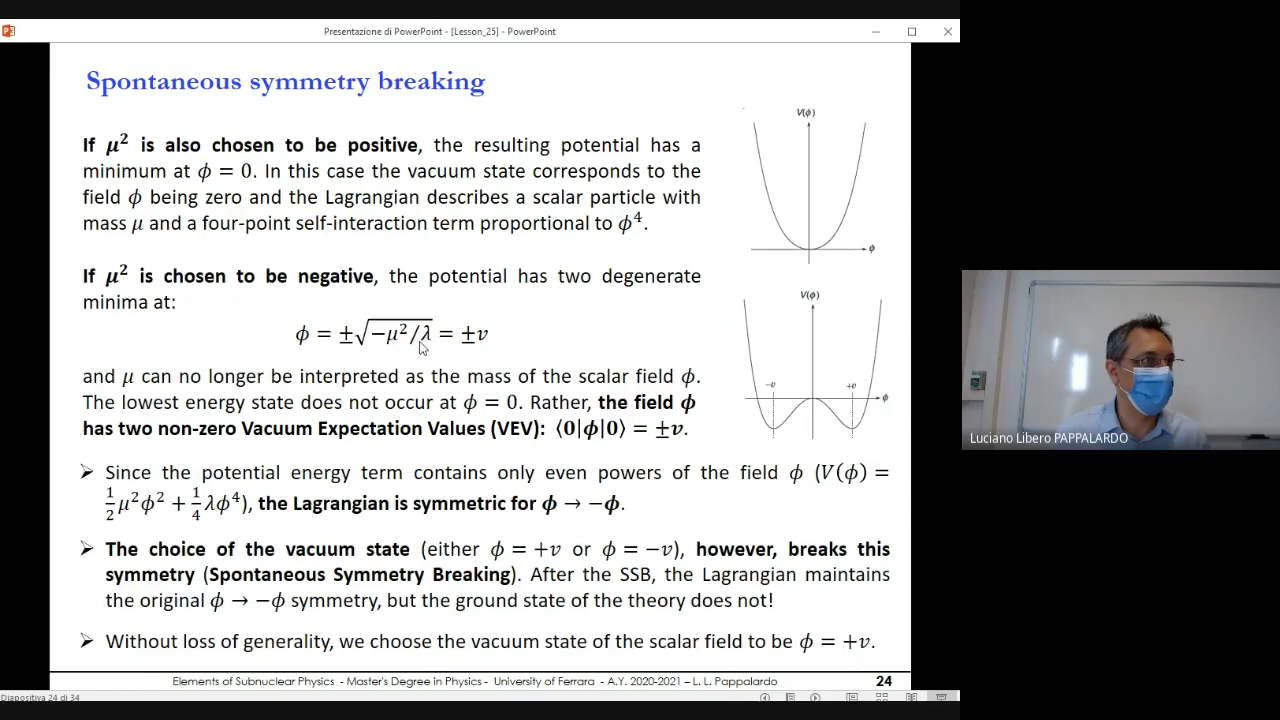 Presentazione di PowerPoint - [Lesson_25] - PowerPoint
Spontaneous symmetry breaking
If μ² is also chosen to be positive, the resulting potential has a
minimum at ϕ = 0. In this case the vacuum state corresponds to the
field ϕ being zero and the Lagrangian describes a scalar particle with
mass μ and a four-point self-interaction term proportional to ϕ⁴.
V(ϕ)
ϕ
If μ² is chosen to be negative, the potential has two degenerate
minima at:
ϕ = ±√(−μ²/λ) = ±v
and μ can no longer be interpreted as the mass of the scalar field ϕ.
The lowest energy state does not occur at ϕ = 0. Rather, the field ϕ
has two non-zero Vacuum Expectation Values (VEV): ⟨0|ϕ|0⟩ = ±v.
V(ϕ)
−v
+v
ϕ
➢ Since the potential energy term contains only even powers of the field ϕ (V(ϕ) =
½μ²ϕ² + ¼λϕ⁴), the Lagrangian is symmetric for ϕ → −ϕ.
➢ The choice of the vacuum state (either ϕ = +v or ϕ = −v), however, breaks this
symmetry (Spontaneous Symmetry Breaking). After the SSB, the Lagrangian maintains
the original ϕ → −ϕ symmetry, but the ground state of the theory does not!
➢ Without loss of generality, we choose the vacuum state of the scalar field to be ϕ = +v.
Elements of Subnuclear Physics - Master's Degree in Physics - University of Ferrara - A.Y. 2020-2021 – L. L. Pappalardo
24
Diapositiva 24 di 34
Luciano Libero PAPPALARDO